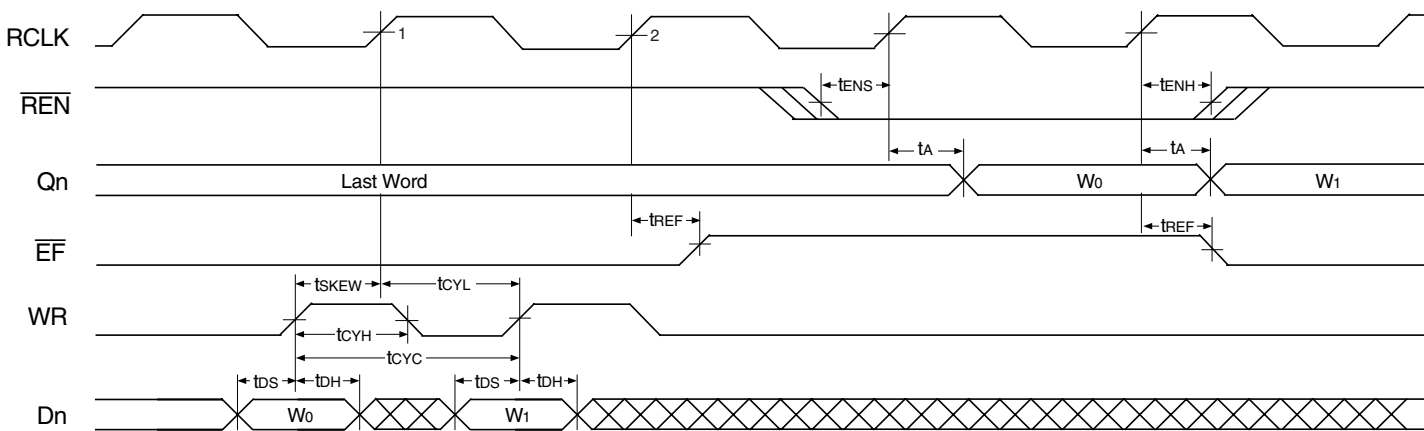 RCLK 1 2
REN tENS tENH
tA tA
Qn Last Word W0 W1
tREF tREF
EF
tSKEW tCYL
WR
tCYH
tCYC
tDS tDH tDS tDH
Dn W0 W1